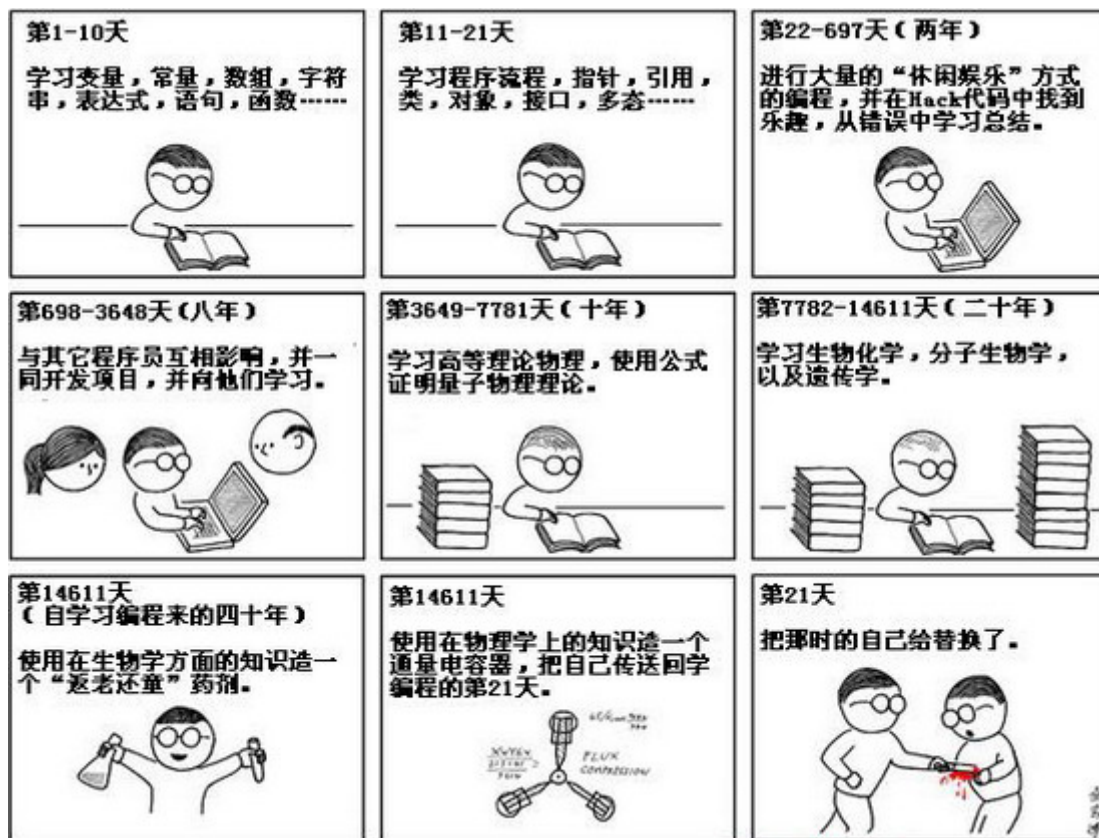 第1-10天
学习变量，常量，数组，字符
串，表达式，语句，函数……
第11-21天
学习程序流程，指针，引用，
类，对象，接口，多态……
第22-697天（两年）
进行大量的“休闲娱乐”方式
的编程，并在Hack代码中找到
乐趣，从错误中学习总结。
第698-3648天（八年）
与其它程序员互相影响，并一
同开发项目，并向他们学习。
第3649-7781天（十年）
学习高等理论物理，使用公式
证明量子物理理论。
第7782-14611天（二十年）
学习生物化学，分子生物学，
以及遗传学。
第14611天
（自学习编程来的四十年）
使用在生物学方面的知识造一
个“返老还童”药剂。
第14611天
使用在物理学上的知识造一个
通量电容器，把自己传送回学
编程的第21天。
FLUX
COMPRESSION
第21天
把那时的自己给替换了。